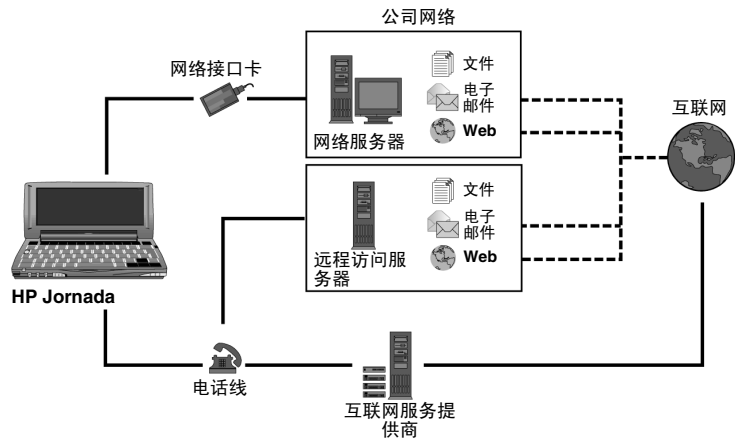 公司网络
网络接口卡
文件
电子
邮件
Web
网络服务器
互联网
文件
电子
邮件
Web
远程访问服
务器
HP Jornada
电话线
互联网服务提
供商